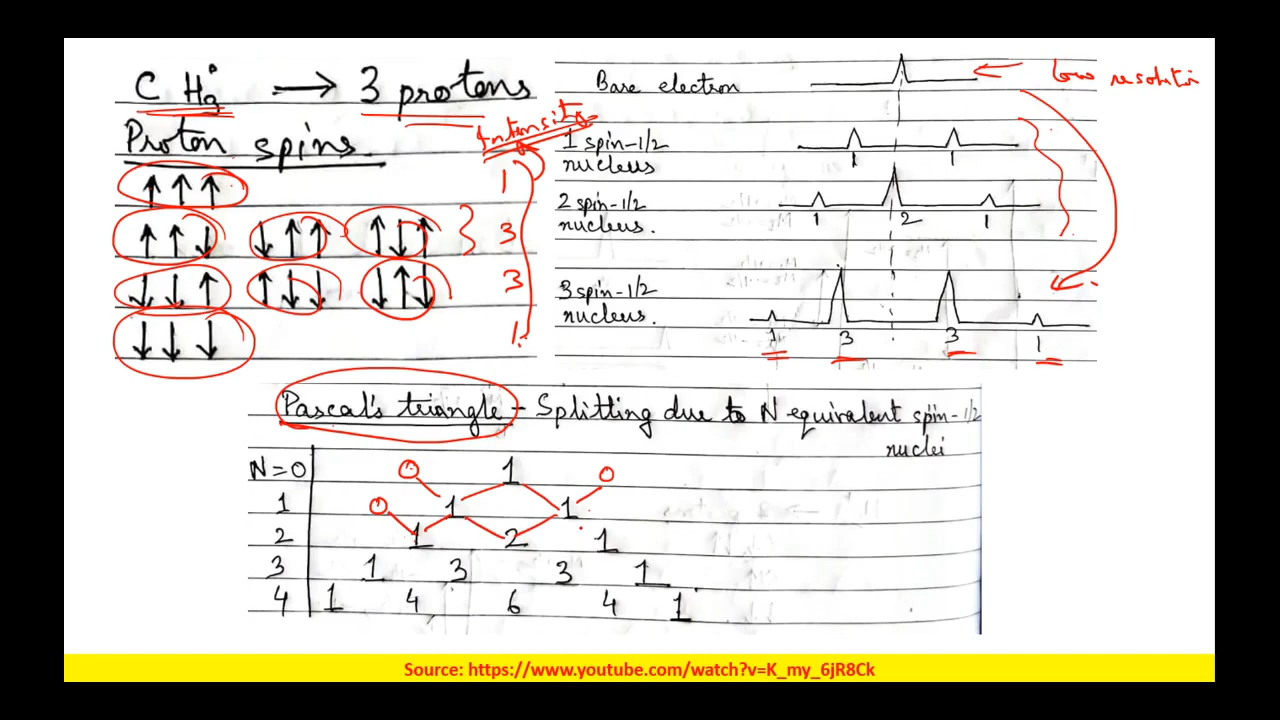 CH3• → 3 protons
Intensity
Proton spins
↑ ↑ ↑ 1
↑ ↑ ↓ ↓ ↑ ↑ ↑ ↓ ↑ } 3
↓ ↓ ↑ ↑ ↓ ↓ ↓ ↑ ↓ 3
↓ ↓ ↓ 1
Bare electron ← low resoluti
1 spin-1/2
nucleus
1 1
2 spin-1/2
nucleus.
1 2 1
3 spin-1/2
nucleus.
1 3 3 1
Pascal's triangle - Splitting due to N equivalent spin-1/2
nuclei
N=0 0 1 0
1 0 1 1
2 1 2 1
3 1 3 3 1
4 1 4 6 4 1
Source: https://www.youtube.com/watch?v=K_my_6jR8Ck